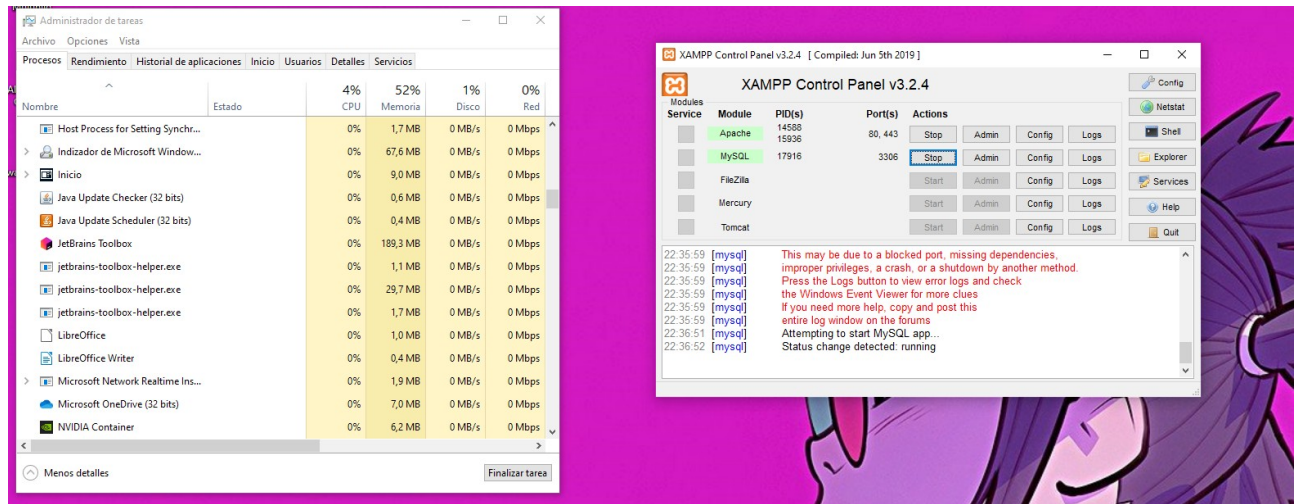 Administrador de tareas
Archivo Opciones Vista
Procesos Rendimiento Historial de aplicaciones Inicio Usuarios Detalles Servicios
4% 52% 1% 0%
Nombre Estado CPU Memoria Disco Red
Host Process for Setting Synchr... 0% 1,7 MB 0 MB/s 0 Mbps
Indizador de Microsoft Window... 0% 67,6 MB 0 MB/s 0 Mbps
Inicio 0% 9,0 MB 0 MB/s 0 Mbps
Java Update Checker (32 bits) 0% 0,6 MB 0 MB/s 0 Mbps
Java Update Scheduler (32 bits) 0% 0,4 MB 0 MB/s 0 Mbps
JetBrains Toolbox 0% 189,3 MB 0 MB/s 0 Mbps
jetbrains-toolbox-helper.exe 0% 1,1 MB 0 MB/s 0 Mbps
jetbrains-toolbox-helper.exe 0% 29,7 MB 0 MB/s 0 Mbps
jetbrains-toolbox-helper.exe 0% 1,7 MB 0 MB/s 0 Mbps
LibreOffice 0% 1,0 MB 0 MB/s 0 Mbps
LibreOffice Writer 0% 0,4 MB 0 MB/s 0 Mbps
Microsoft Network Realtime Ins... 0% 1,9 MB 0 MB/s 0 Mbps
Microsoft OneDrive (32 bits) 0% 7,0 MB 0 MB/s 0 Mbps
NVIDIA Container 0% 6,2 MB 0 MB/s 0 Mbps
Menos detalles Finalizar tarea
XAMPP Control Panel v3.2.4 [ Compiled: Jun 5th 2019 ]
XAMPP Control Panel v3.2.4
Config
Netstat
Shell
Explorer
Services
Help
Quit
Modules
Service Module PID(s) Port(s) Actions
Apache 14588 15936 80, 443 Stop Admin Config Logs
MySQL 17916 3306 Stop Admin Config Logs
FileZilla Start Admin Config Logs
Mercury Start Admin Config Logs
Tomcat Start Admin Config Logs
22:35:59 [mysql] This may be due to a blocked port, missing dependencies,
22:35:59 [mysql] improper privileges, a crash, or a shutdown by another method.
22:35:59 [mysql] Press the Logs button to view error logs and check
22:35:59 [mysql] the Windows Event Viewer for more clues
22:35:59 [mysql] If you need more help, copy and post this
22:35:59 [mysql] entire log window on the forums
22:36:51 [mysql] Attempting to start MySQL app...
22:36:52 [mysql] Status change detected: running